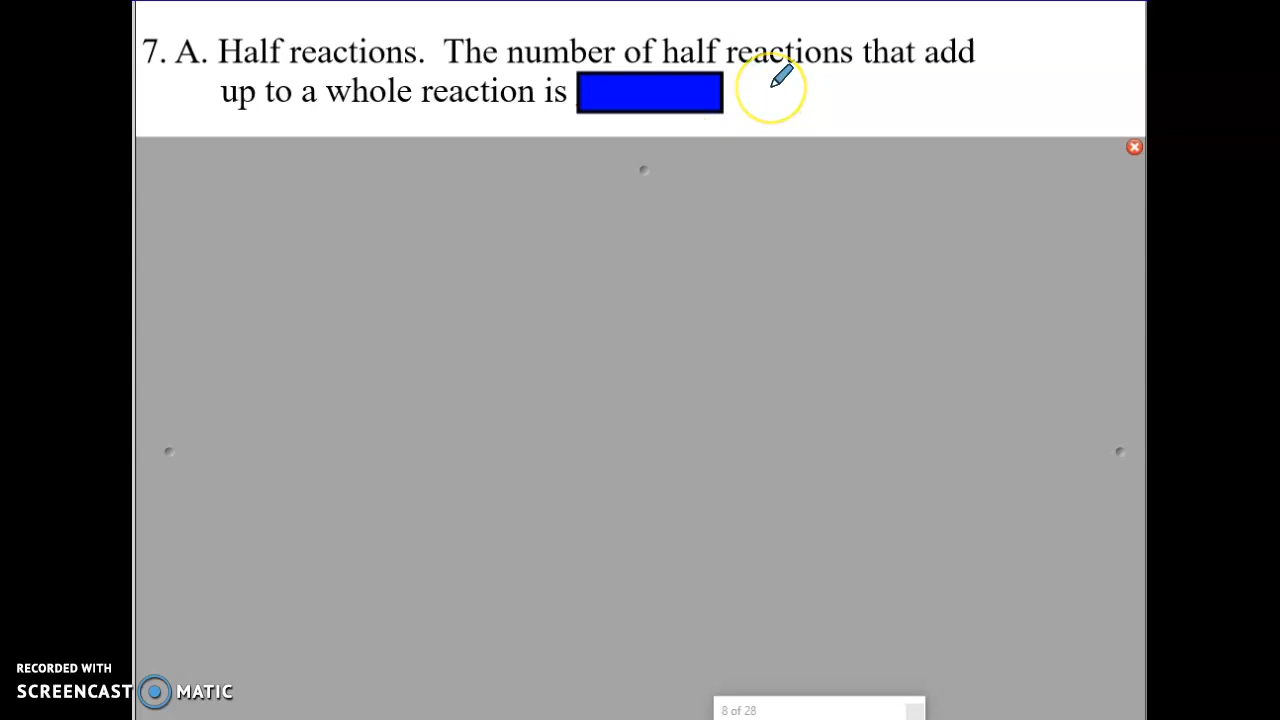 7. A. Half reactions. The number of half reactions that add
up to a whole reaction is
RECORDED WITH
SCREENCAST MATIC
8 of 28